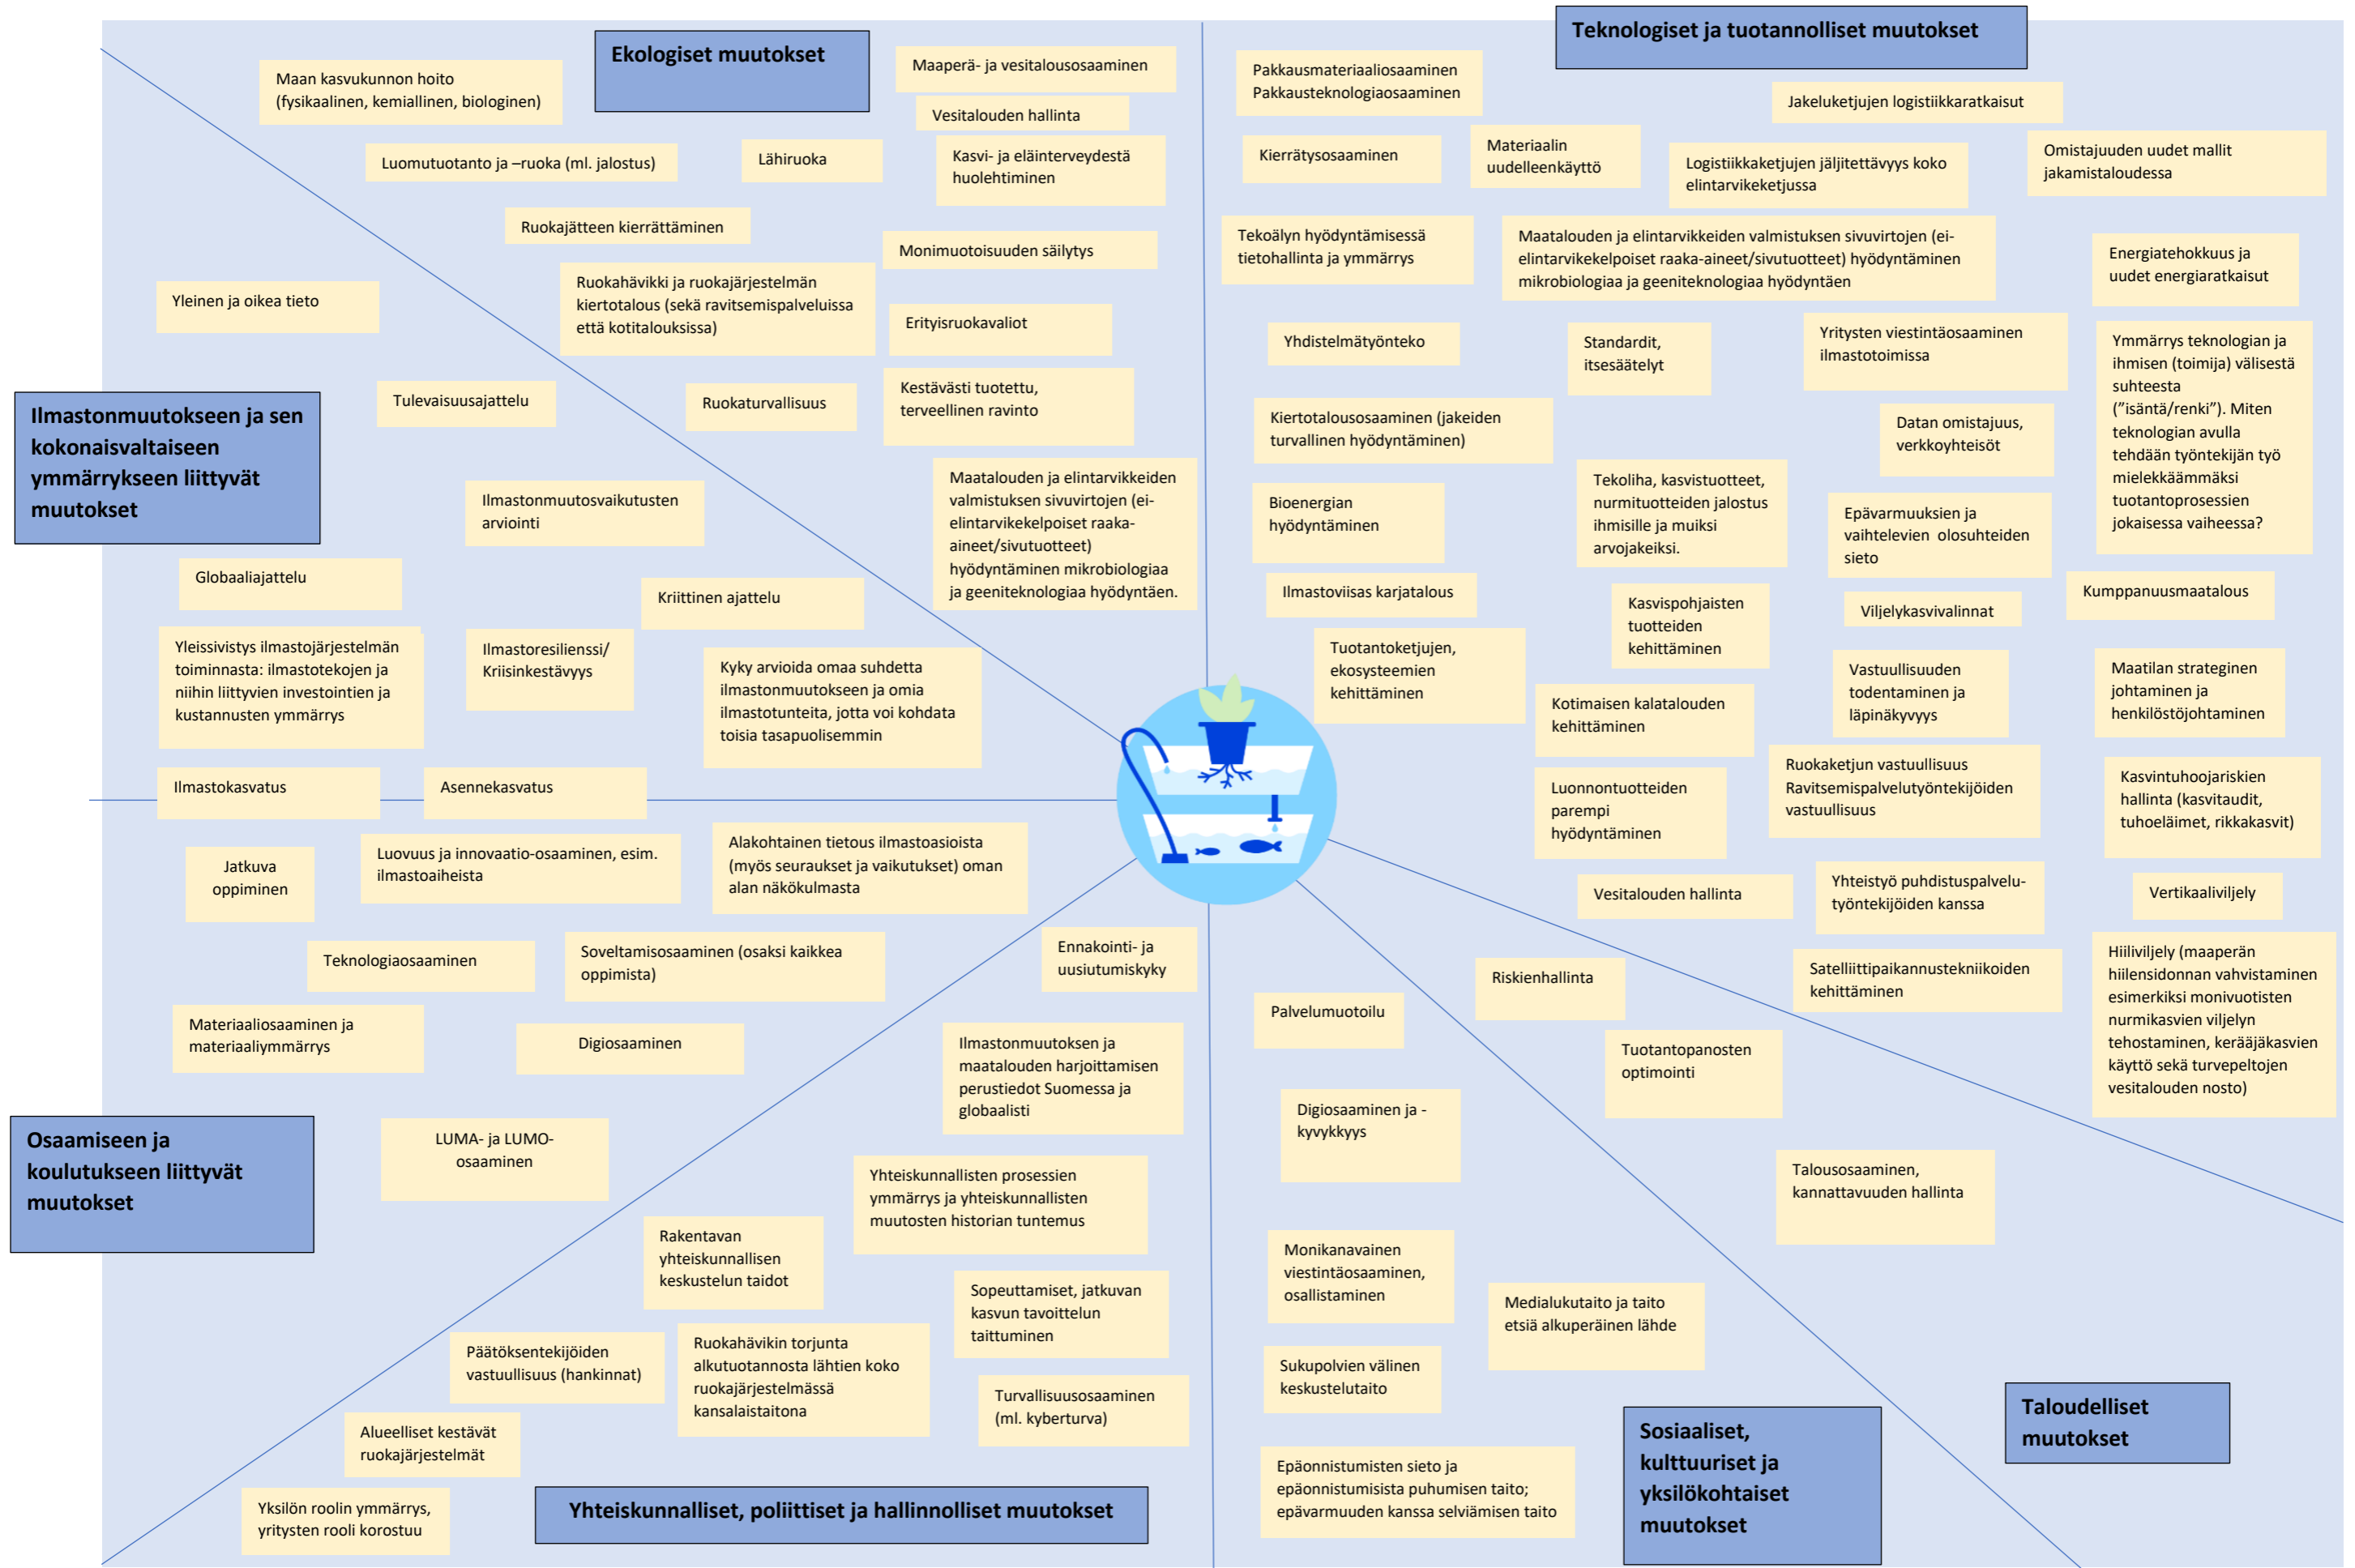 Ekologiset muutokset
Maan kasvukunnon hoito
(fysikaalinen, kemiallinen, biologinen)
Maaperä- ja vesitalousosaaminen
Vesitalouden hallinta
Luomutuotanto ja –ruoka (ml. jalostus)
Lähiruoka
Kasvi- ja eläinterveydestä
huolehtiminen
Ruokajätteen kierrättäminen
Monimuotoisuuden säilytys
Ruokahävikki ja ruokajärjestelmän
kiertotalous (sekä ravitsemispalveluissa
että kotitalouksissa)
Erityisruokavaliot
Ruokaturvallisuus
Kestävästi tuotettu,
terveellinen ravinto
Maatalouden ja elintarvikkeiden
valmistuksen sivuvirtojen (ei-
elintarvikekelpoiset raaka-
aineet/sivutuotteet)
hyödyntäminen mikrobiologiaa
ja geeniteknologiaa hyödyntäen.
Teknologiset ja tuotannolliset muutokset
Pakkausmateriaaliosaaminen
Pakkausteknologiaosaaminen
Jakeluketjujen logistiikkaratkaisut
Kierrätysosaaminen
Materiaalin
uudelleenkäyttö
Logistiikkaketjujen jäljitettävyys koko
elintarvikeketjussa
Omistajuuden uudet mallit
jakamistaloudessa
Tekoälyn hyödyntämisessä
tietohallinta ja ymmärrys
Maatalouden ja elintarvikkeiden valmistuksen sivuvirtojen (ei-
elintarvikekelpoiset raaka-aineet/sivutuotteet) hyödyntäminen
mikrobiologiaa ja geeniteknologiaa hyödyntäen
Energiatehokkuus ja
uudet energiaratkaisut
Yhdistelmätyönteko
Standardit,
itsesäätelyt
Yritysten viestintäosaaminen
ilmastotoimissa
Ymmärrys teknologian ja
ihmisen (toimija) välisestä
suhteesta
(”isäntä/renki”). Miten
teknologian avulla
tehdään työntekijän työ
mielekkäämmäksi
tuotantoprosessien
jokaisessa vaiheessa?
Kiertotalousosaaminen (jakeiden
turvallinen hyödyntäminen)
Datan omistajuus,
verkkoyhteisöt
Bioenergian
hyödyntäminen
Tekoliha, kasvistuotteet,
nurmituotteiden jalostus
ihmisille ja muiksi
arvojakeiksi.
Epävarmuuksien ja
vaihtelevien olosuhteiden
sieto
Ilmastoviisas karjatalous
Kasvispohjaisten
tuotteiden
kehittäminen
Viljelykasvivalinnat
Kumppanuusmaatalous
Tuotantoketjujen,
ekosysteemien
kehittäminen
Vastuullisuuden
todentaminen ja
läpinäkyvyys
Maatilan strateginen
johtaminen ja
henkilöstöjohtaminen
Kotimaisen kalatalouden
kehittäminen
Ruokaketjun vastuullisuus
Ravitsemispalvelutyöntekijöiden
vastuullisuus
Kasvintuhoojariskien
hallinta (kasvitaudit,
tuhoeläimet, rikkakasvit)
Luonnontuotteiden
parempi
hyödyntäminen
Vesitalouden hallinta
Yhteistyö puhdistuspalvelu-
työntekijöiden kanssa
Vertikaaliviljely
Satelliittipaikannustekniikoiden
kehittäminen
Hiiliviljely (maaperän
hiilensidonnan vahvistaminen
esimerkiksi monivuotisten
nurmikasvien viljelyn
tehostaminen, kerääjäkasvien
käyttö sekä turvepeltojen
vesitalouden nosto)
Ilmastonmuutokseen ja sen
kokonaisvaltaiseen
ymmärrykseen liittyvät
muutokset
Yleinen ja oikea tieto
Tulevaisuusajattelu
Ilmastonmuutosvaikutusten
arviointi
Globaaliajattelu
Kriittinen ajattelu
Yleissivistys ilmastojärjestelmän
toiminnasta: ilmastotekojen ja
niihin liittyvien investointien ja
kustannusten ymmärrys
Ilmastoresilienssi/
Kriisinkestävyys
Kyky arvioida omaa suhdetta
ilmastonmuutokseen ja omia
ilmastotunteita, jotta voi kohdata
toisia tasapuolisemmin
Ilmastokasvatus
Asennekasvatus
Osaamiseen ja
koulutukseen liittyvät
muutokset
Jatkuva
oppiminen
Luovuus ja innovaatio-osaaminen, esim.
ilmastoaiheista
Alakohtainen tietous ilmastoasioista
(myös seuraukset ja vaikutukset) oman
alan näkökulmasta
Teknologiaosaaminen
Soveltamisosaaminen (osaksi kaikkea
oppimista)
Materiaaliosaaminen ja
materiaaliymmärrys
Digiosaaminen
LUMA- ja LUMO-
osaaminen
Ennakointi- ja
uusiutumiskyky
Ilmastonmuutoksen ja
maatalouden harjoittamisen
perustiedot Suomessa ja
globaalisti
Yhteiskunnallisten prosessien
ymmärrys ja yhteiskunnallisten
muutosten historian tuntemus
Rakentavan
yhteiskunnallisen
keskustelun taidot
Sopeuttamiset, jatkuvan
kasvun tavoittelun
taittuminen
Päätöksentekijöiden
vastuullisuus (hankinnat)
Ruokahävikin torjunta
alkutuotannosta lähtien koko
ruokajärjestelmässä
kansalaistaitona
Turvallisuusosaaminen
(ml. kyberturva)
Alueelliset kestävät
ruokajärjestelmät
Yksilön roolin ymmärrys,
yritysten rooli korostuu
Yhteiskunnalliset, poliittiset ja hallinnolliset muutokset
Palvelumuotoilu
Digiosaaminen ja -
kyvykkyys
Monikanavainen
viestintäosaaminen,
osallistaminen
Medialukutaito ja taito
etsiä alkuperäinen lähde
Sukupolvien välinen
keskustelutaito
Epäonnistumisten sieto ja
epäonnistumisista puhumisen taito;
epävarmuuden kanssa selviämisen taito
Sosiaaliset,
kulttuuriset ja
yksilökohtaiset
muutokset
Riskienhallinta
Tuotantopanosten
optimointi
Talousosaaminen,
kannattavuuden hallinta
Taloudelliset
muutokset